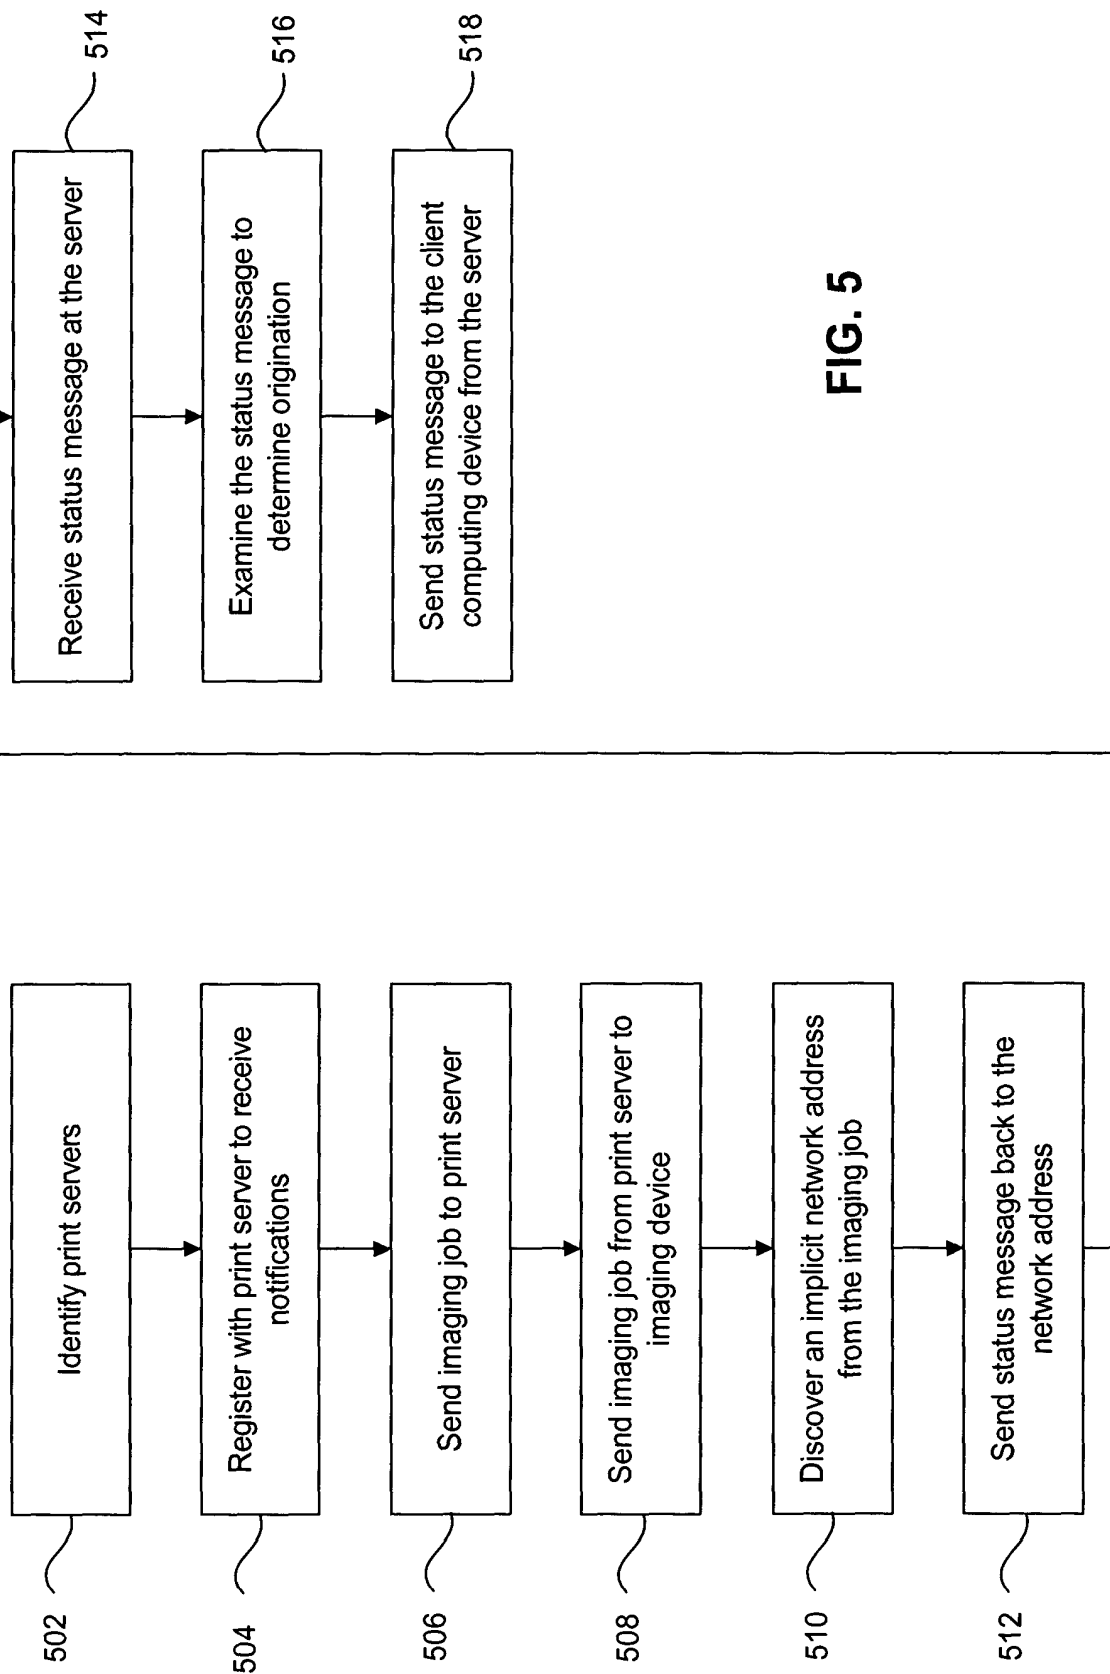 502
Identify print servers
504
Register with print server to receive
notifications
506
Send imaging job to print server
508
Send imaging job from print server to
imaging device
510
Discover an implicit network address
from the imaging job
512
Send status message back to the
network address
Receive status message at the server
514
Examine the status message to
determine origination
516
Send status message to the client
computing device from the server
518
FIG. 5